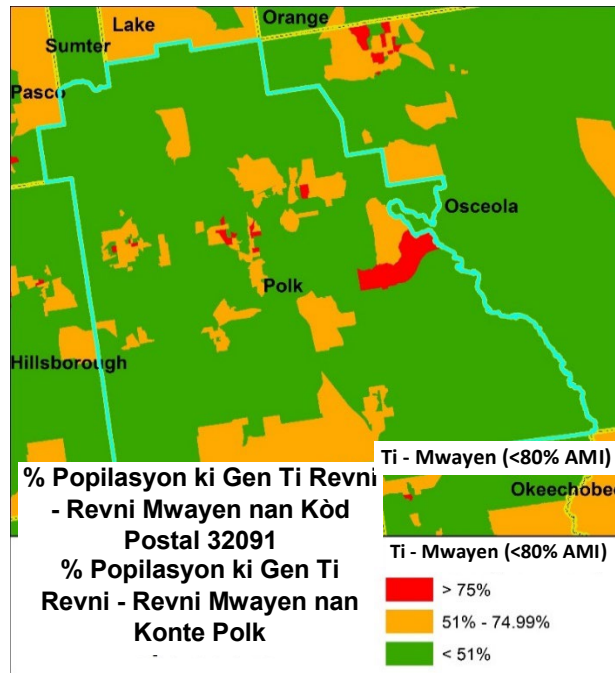 Orange
Lake
Sumter
Pasco
Osceola
Polk
Hillsborough
Ti - Mwayen (<80% AMI)
Okeechobee
% Popilasyon ki Gen Ti Revni
- Revni Mwayen nan Kòd
Postal 32091
% Popilasyon ki Gen Ti
Revni - Revni Mwayen nan
Konte Polk
Ti - Mwayen (<80% AMI)
> 75%
51% - 74.99%
< 51%